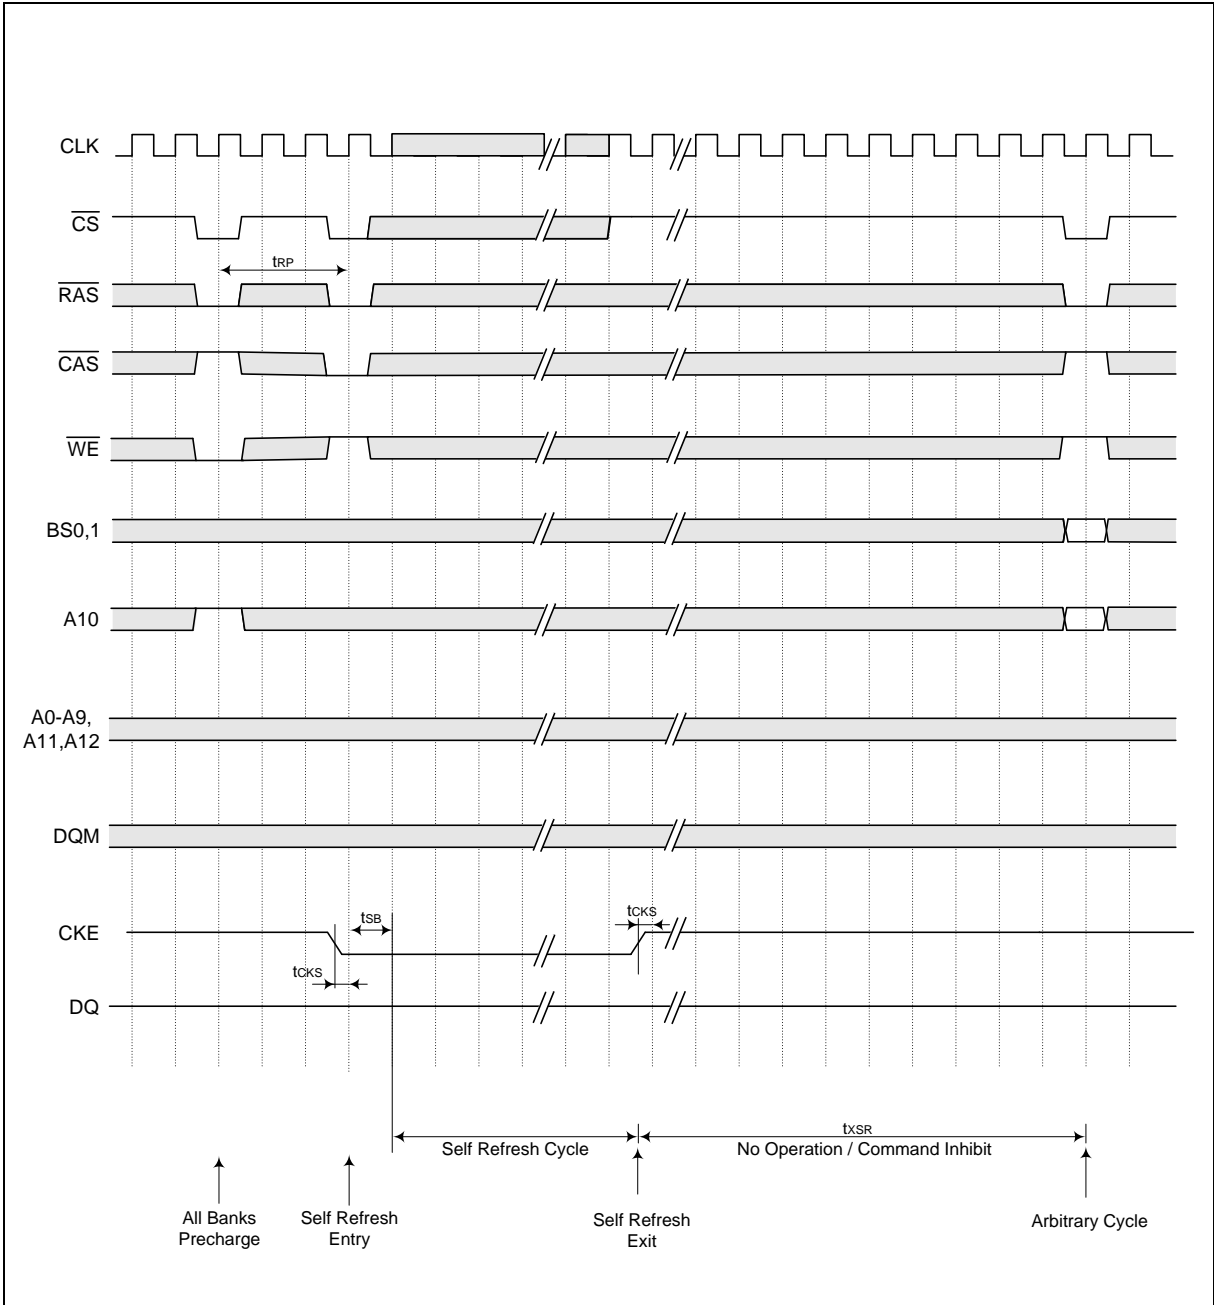 CLK
CS
tRP
RAS
CAS
WE
BS0,1
A10
A0-A9,
A11,A12
DQM
tSB
tCKS
CKE
tCKS
DQ
tXSR
Self Refresh Cycle
No Operation / Command Inhibit
All Banks
Precharge
Self Refresh
Entry
Self Refresh
Exit
Arbitrary Cycle